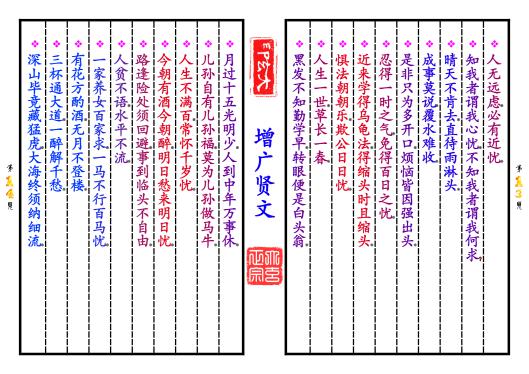 第13页
人无远虑必有近忧。
知我者谓我心忧不知我者谓我何求。
晴天不肯去直待雨淋头。
成事莫说覆水难收。
是非只为多开口烦恼皆因强出头。
忍得一时之气免得百日之忧。
近来学得乌龟法得缩头时且缩头。
惧法朝朝乐欺公日日忧。
人生一世草长一春。
黑发不知勤学早转眼便是白头翁。
增广贤文
月过十五光明少人到中年万事休。
儿孙自有儿孙福莫为儿孙做马牛。
人生不满百常怀千岁忧。
今朝有酒今朝醉明日愁来明日忧。
路逢险处须回避事到临头不自由。
人贫不语水平不流。
一家养女百家求一马不行百马忧。
有花方酌酒无月不登楼。
三杯通大道一醉解千愁。
深山毕竟藏猛虎大海终须纳细流。
第14页